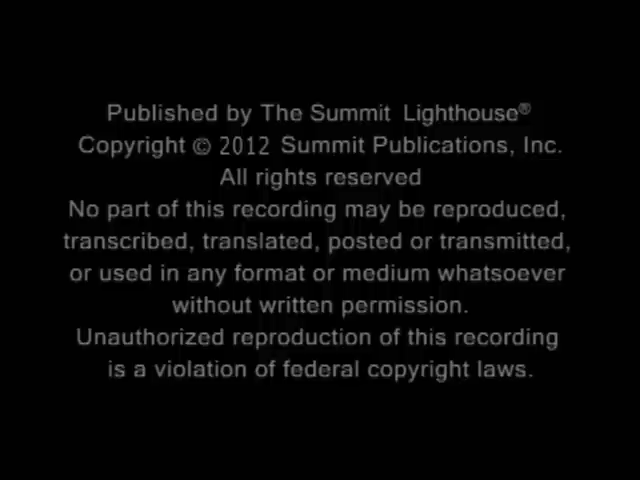 Published by The Summit Lighthouse®
Copyright © 2012 Summit Publications, Inc.
All rights reserved
No part of this recording may be reproduced,
transcribed, translated, posted or transmitted,
or used in any format or medium whatsoever
without written permission.
Unauthorized reproduction of this recording
is a violation of federal copyright laws.